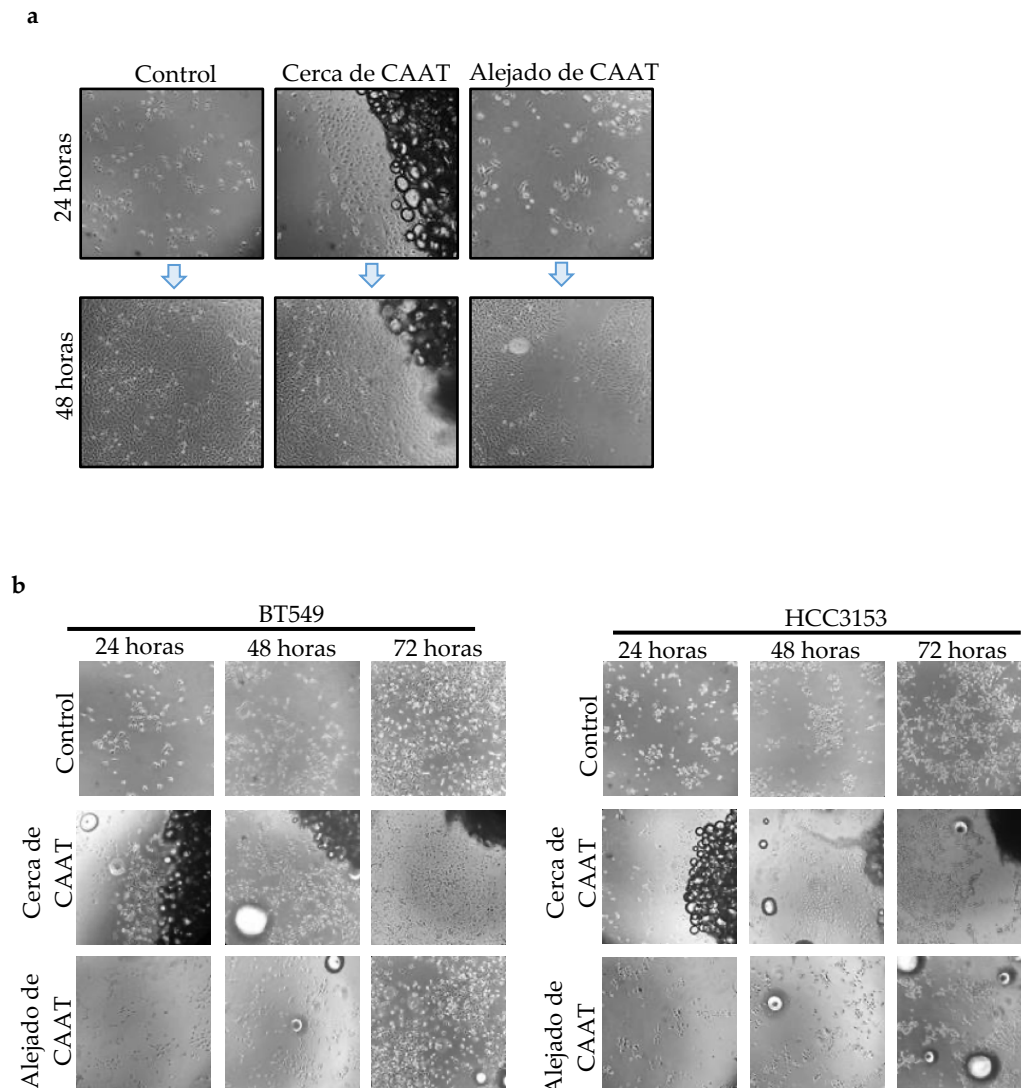 a
Control Cerca de CAAT Alejado de CAAT
24 horas
48 horas
b
BT549
24 horas 48 horas 72 horas
Control
Cerca de
CAAT
Alejado de
CAAT
HCC3153
24 horas 48 horas 72 horas
Control
Cerca de
CAAT
Alejado de
CAAT